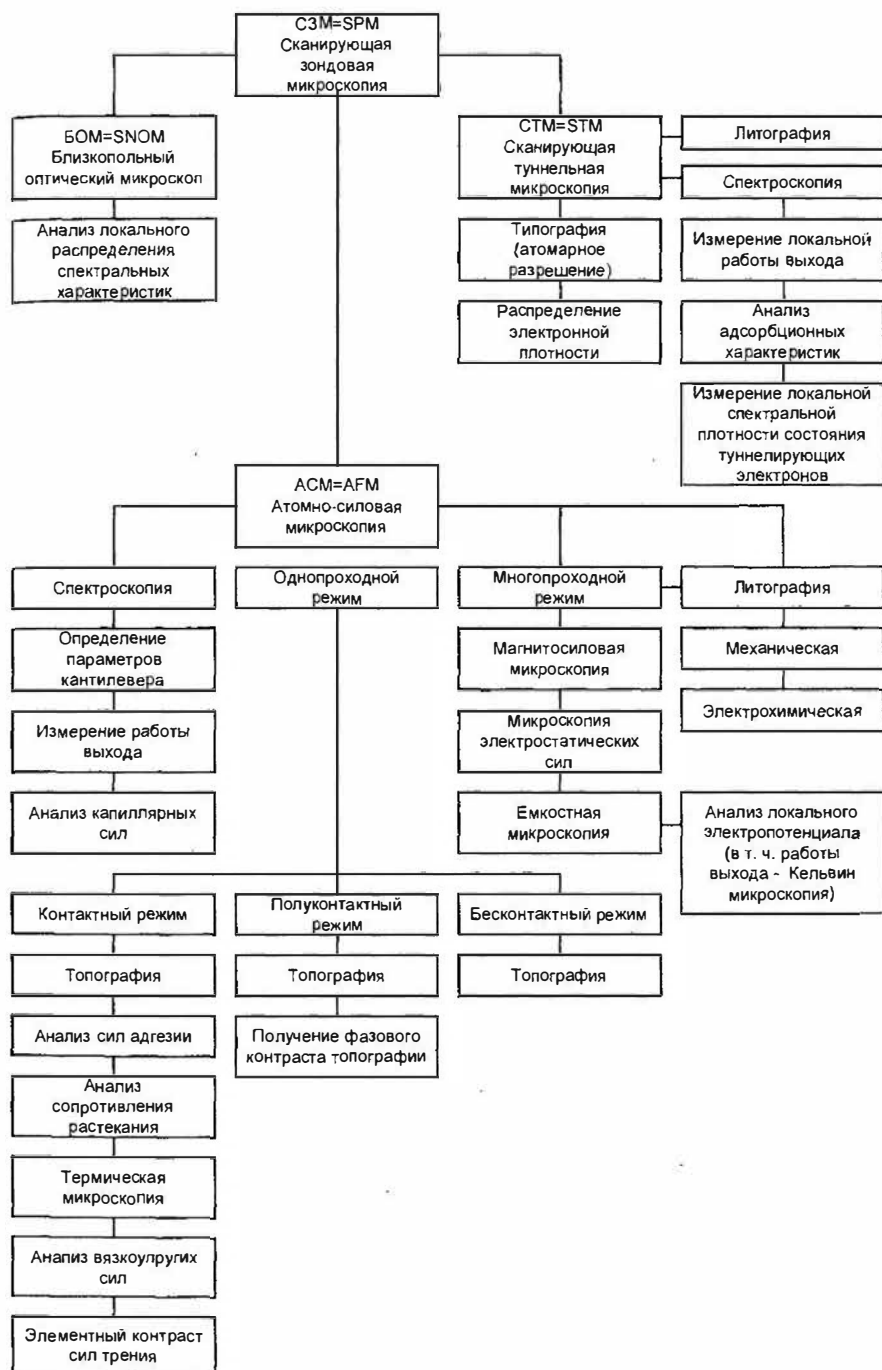 СЗМ=SPM
Сканирующая
зондовая
микроскопия
БОМ=SNOM
Близкопольный
оптический микроскоп
Анализ локального
распределения
спектральных
характеристик
СТМ=STM
Сканирующая
туннельная
микроскопия
Типография
(атомарное
разрешение)
Распределение
электронной
плотности
Литография
Спектроскопия
Измерение локальной
работы выхода
Анализ
адсорбционных
характеристик
Измерение локальной
спектральной
плотности состояния
туннелирующих
электронов
АСМ=AFM
Атомно-силовая
микроскопия
Спектроскопия
Определение
параметров
кантилевера
Измерение работы
выхода
Анализ капиллярных
сил
Однопроходной
режим
Многопроходной
режим
Магнитосиловая
микроскопия
Микроскопия
электростатических
сил
Емкостная
микроскопия
Литография
Механическая
Электрохимическая
Анализ локального
электропотенциала
(в т. ч. работы
выхода - Кельвин
микроскопия)
Контактный режим
Топография
Анализ сил адгезии
Анализ
сопротивления
растекания
Термическая
микроскопия
Анализ вязкоупругих
сил
Элементный контраст
сил трения
Полуконтактный
режим
Топография
Получение фазового
контраста топографии
Бесконтактный режим
Топография